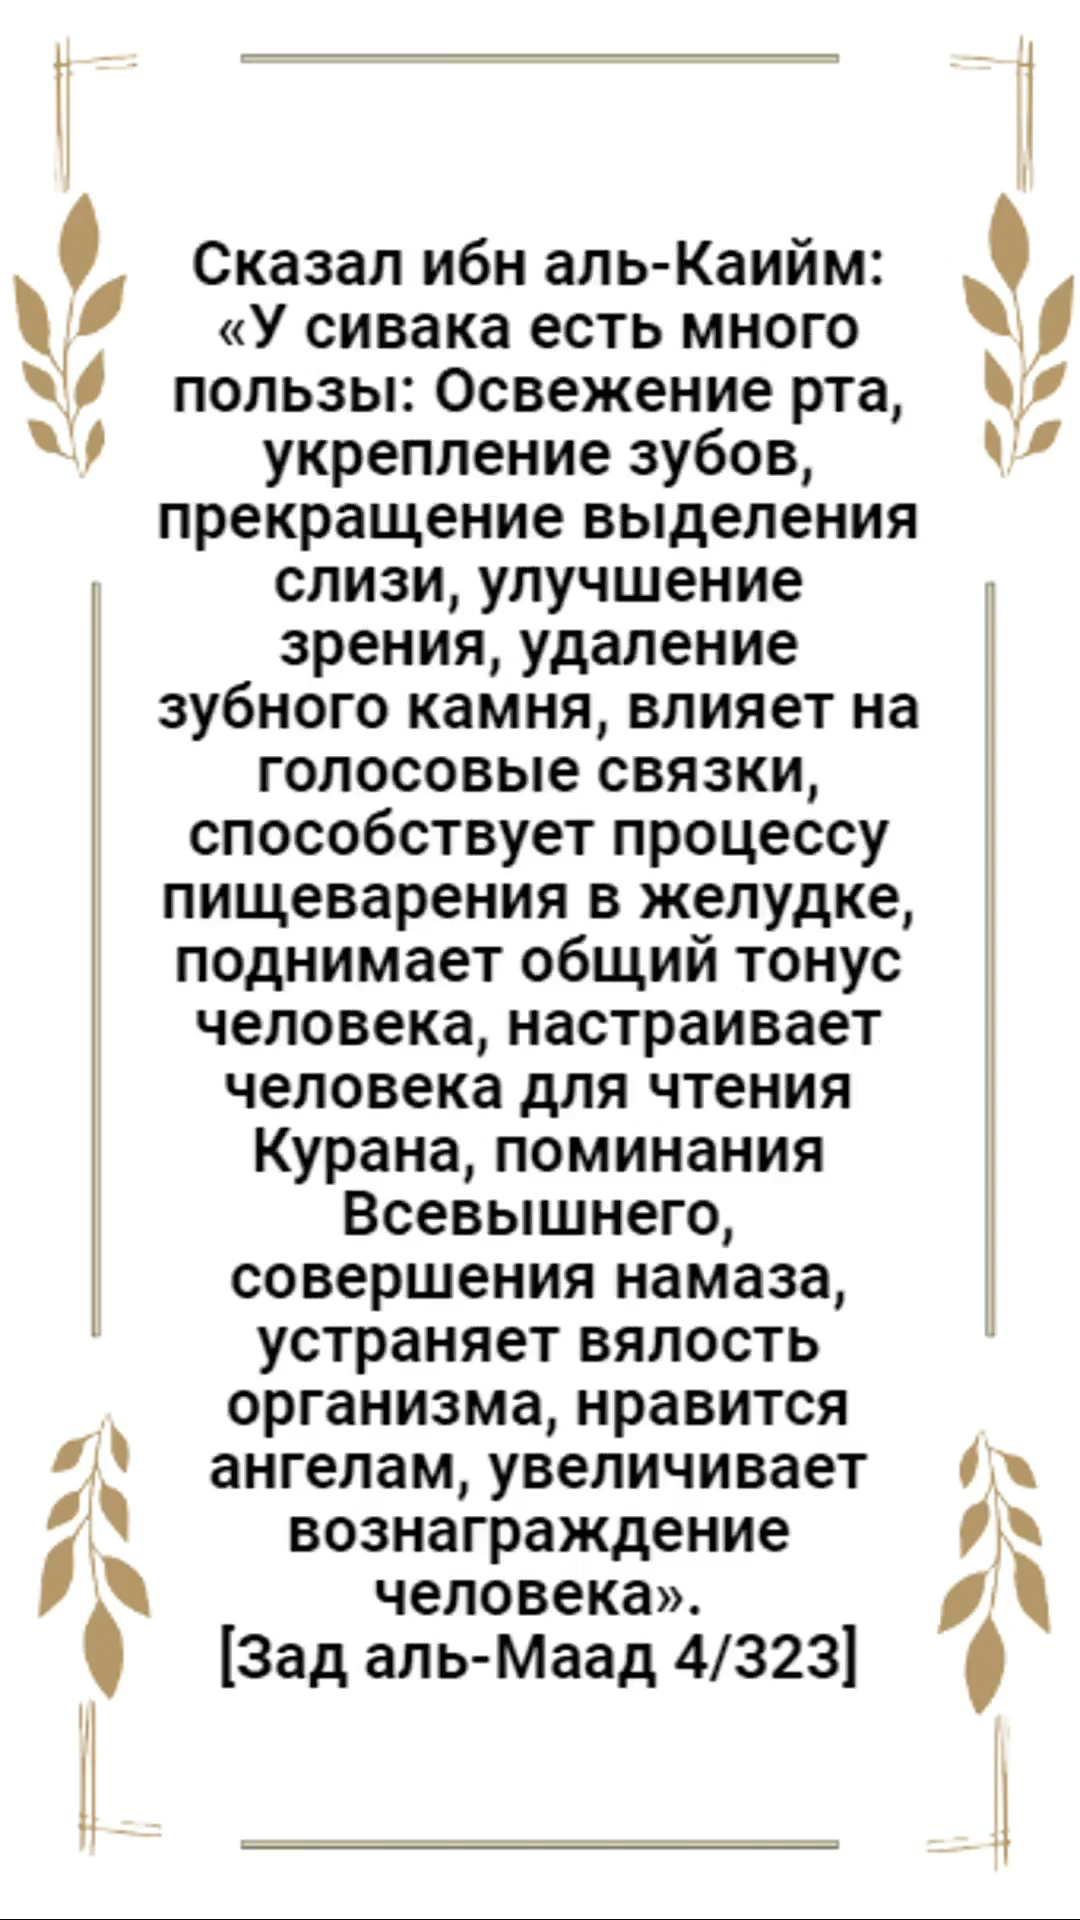 Сказал ибн аль-Каийм:
«У сивака есть много
пользы: Освежение рта,
укрепление зубов,
прекращение выделения
слизи, улучшение
зрения, удаление
зубного камня, влияет на
голосовые связки,
способствует процессу
пищеварения в желудке,
поднимает общий тонус
человека, настраивает
человека для чтения
Курана, поминания
Всевышнего,
совершения намаза,
устраняет вялость
организма, нравится
ангелам, увеличивает
вознаграждение
человека».
[Зад аль-Маад 4/323]